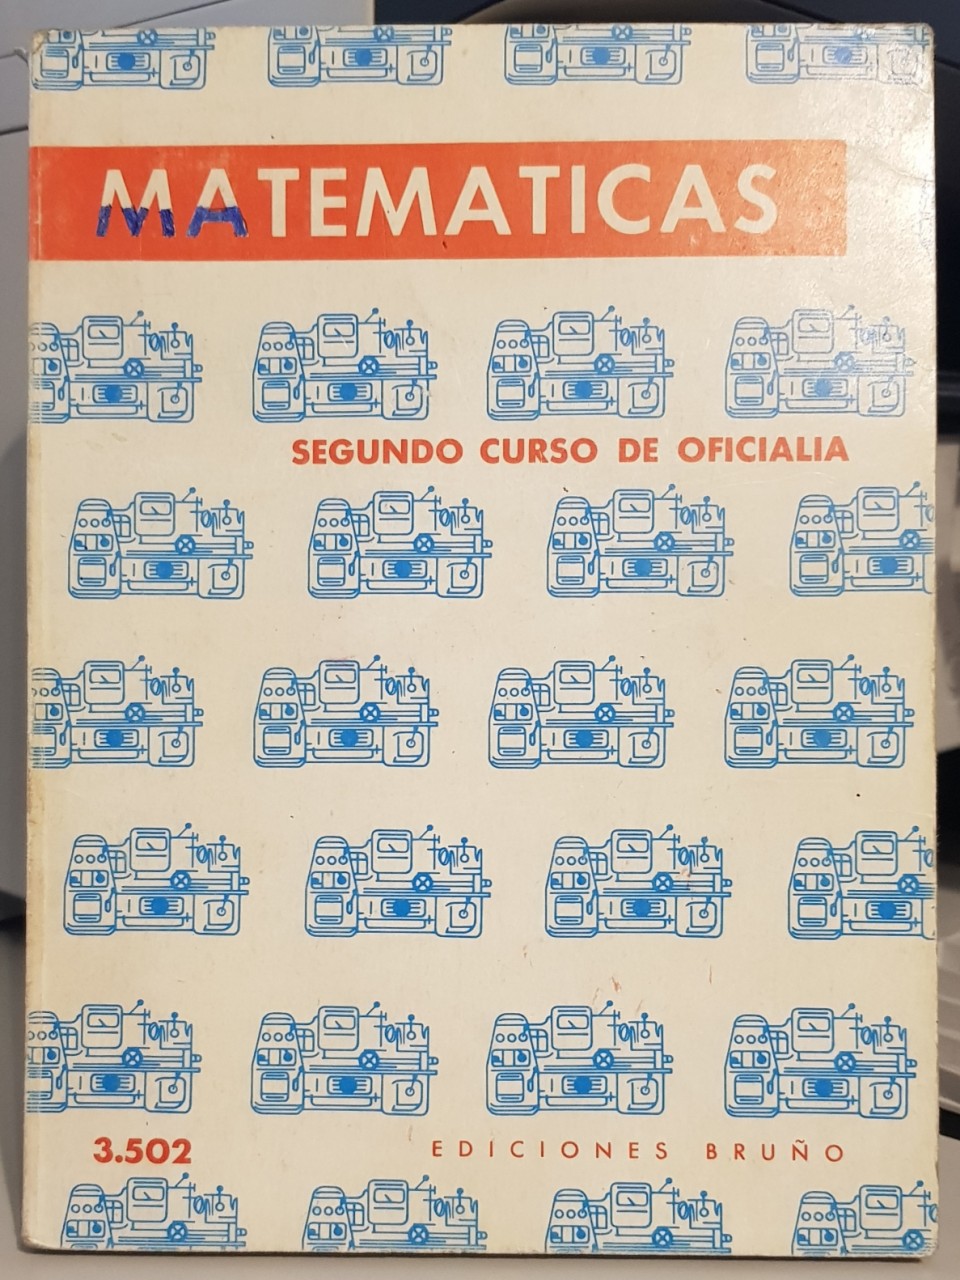 MATEMATICAS
SEGUNDO CURSO DE OFICIALIA
3.502
EDICIONES BRUÑO